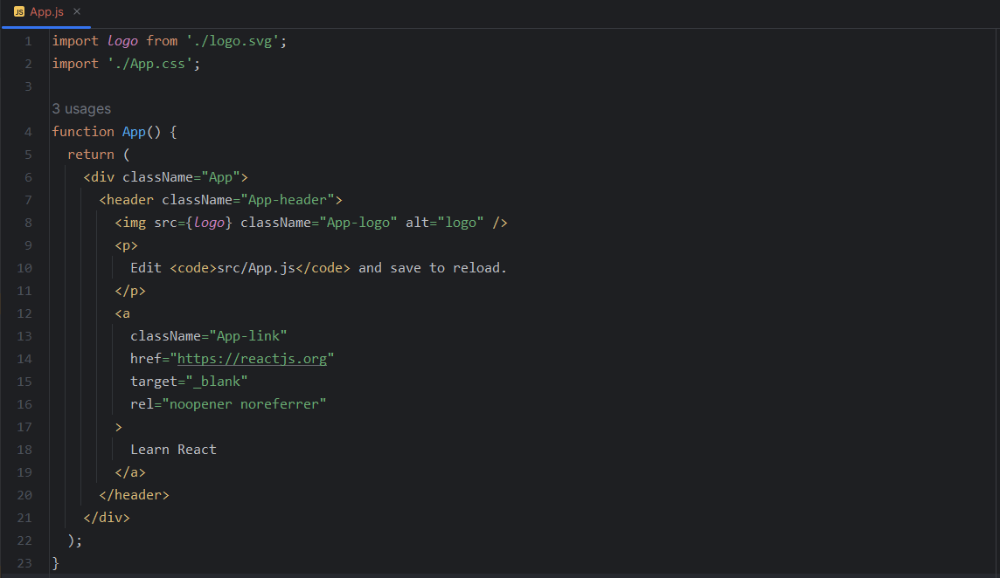 JS App.js ×
1 import logo from './logo.svg';
2 import './App.css';
3
3 usages
4 function App() {
5   return (
6     <div className="App">
7       <header className="App-header">
8         <img src={logo} className="App-logo" alt="logo" />
9         <p>
10           Edit <code>src/App.js</code> and save to reload.
11         </p>
12         <a
13           className="App-link"
14           href="https://reactjs.org"
15           target="_blank"
16           rel="noopener noreferrer"
17         >
18           Learn React
19         </a>
20       </header>
21     </div>
22   );
23 }